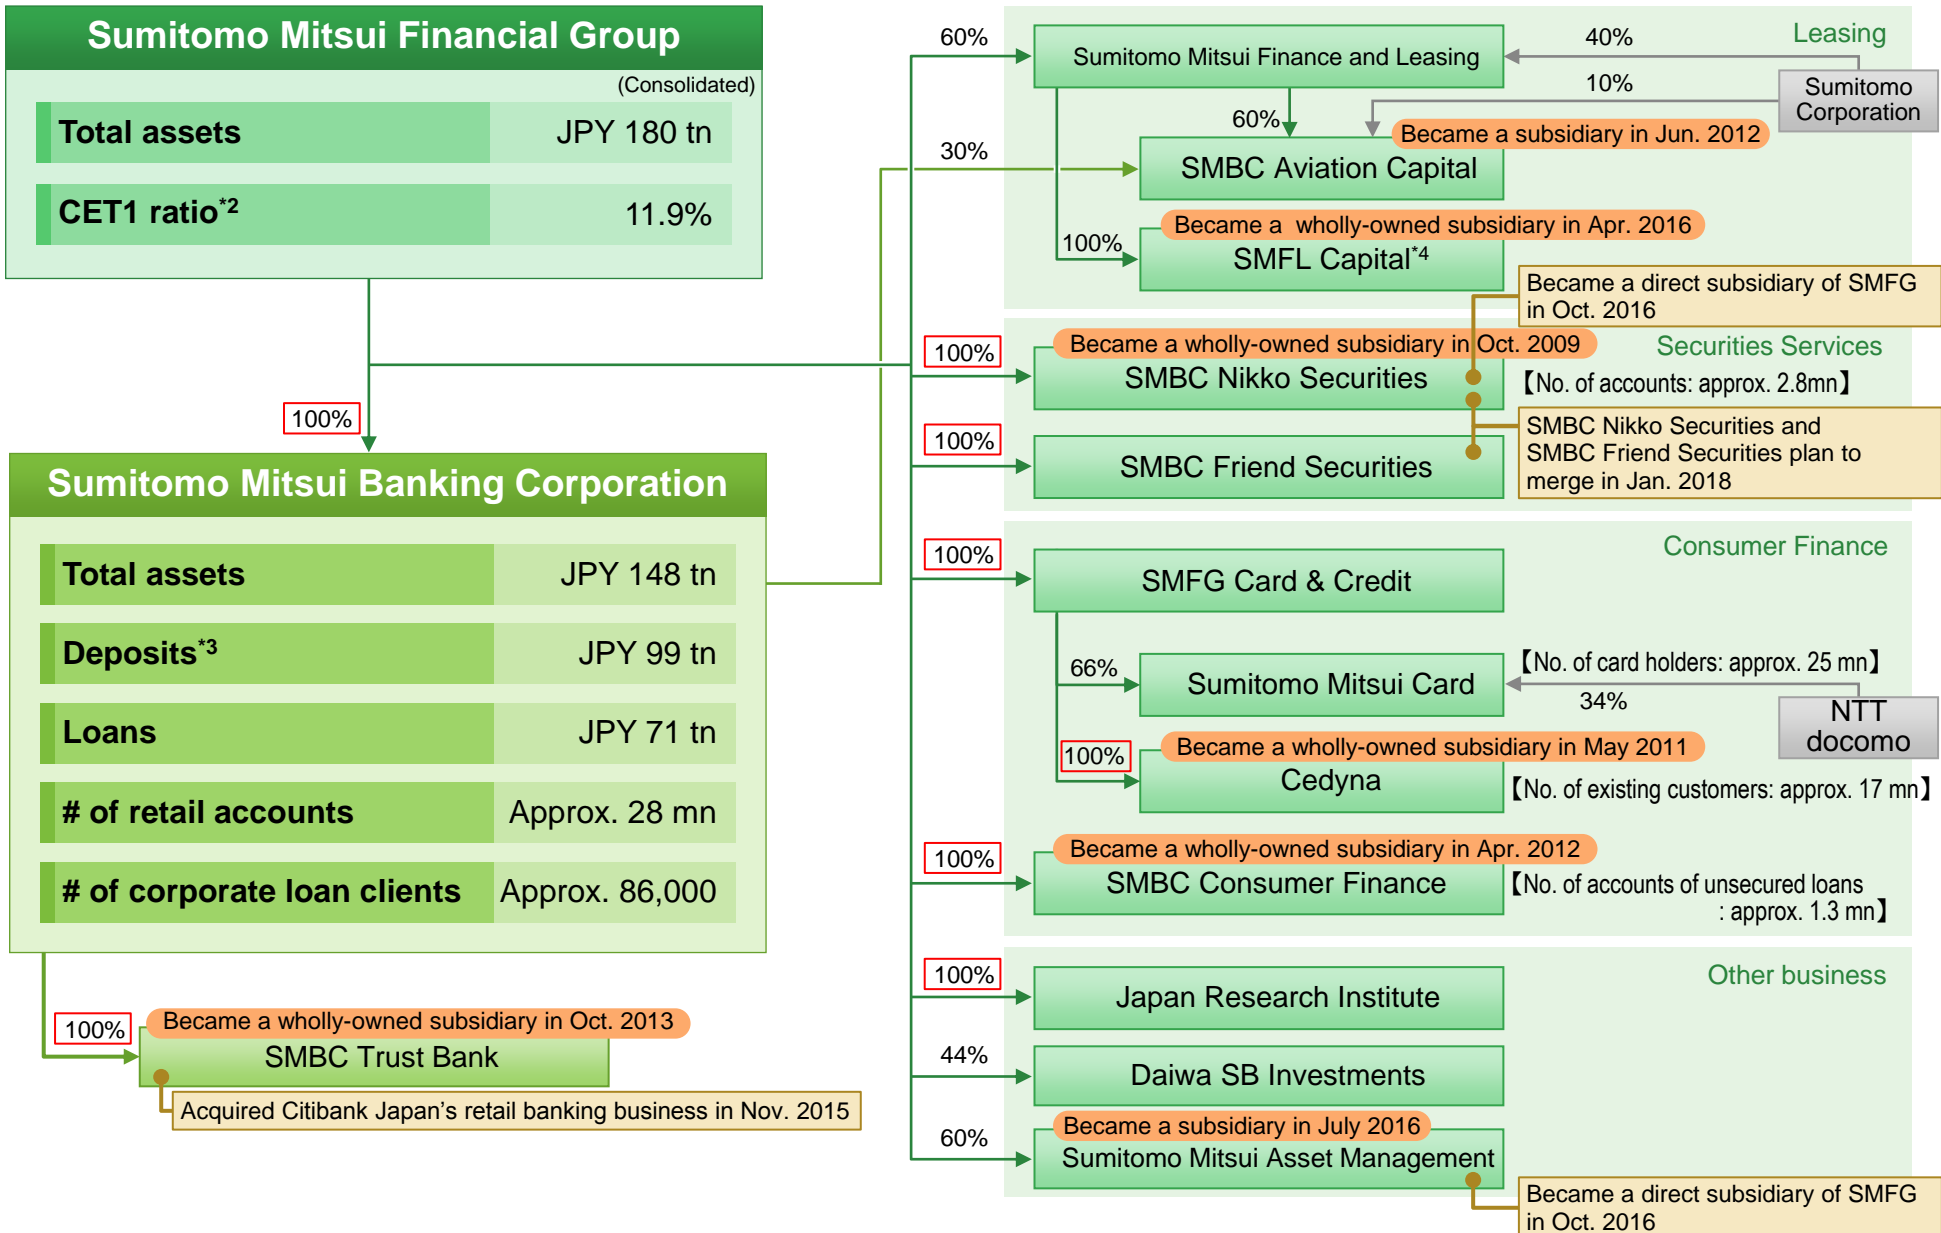 Sumitomo Mitsui Financial Group
(Consolidated)
Total assets JPY 180 tn
CET1 ratio*2 11.9%
100%
Sumitomo Mitsui Banking Corporation
Total assets JPY 148 tn
Deposits*3 JPY 99 tn
Loans JPY 71 tn
# of retail accounts Approx. 28 mn
# of corporate loan clients Approx. 86,000
100%
Became a wholly-owned subsidiary in Oct. 2013
SMBC Trust Bank
Acquired Citibank Japan’s retail banking business in Nov. 2015
Leasing
60%
Sumitomo Mitsui Finance and Leasing
40%
10%
Sumitomo
Corporation
60%
30%
Became a subsidiary in Jun. 2012
SMBC Aviation Capital
100%
Became a wholly-owned subsidiary in Apr. 2016
SMFL Capital*4
Became a direct subsidiary of SMFG
in Oct. 2016
Securities Services
100%
Became a wholly-owned subsidiary in Oct. 2009
SMBC Nikko Securities
【No. of accounts: approx. 2.8mn】
100%
SMBC Friend Securities
SMBC Nikko Securities and
SMBC Friend Securities plan to
merge in Jan. 2018
Consumer Finance
100%
SMFG Card & Credit
66%
Sumitomo Mitsui Card
【No. of card holders: approx. 25 mn】
34%
NTT
docomo
100%
Became a wholly-owned subsidiary in May 2011
Cedyna
【No. of existing customers: approx. 17 mn】
100%
Became a wholly-owned subsidiary in Apr. 2012
SMBC Consumer Finance
【No. of accounts of unsecured loans
: approx. 1.3 mn】
Other business
100%
Japan Research Institute
44%
Daiwa SB Investments
60%
Became a subsidiary in July 2016
Sumitomo Mitsui Asset Management
Became a direct subsidiary of SMFG
in Oct. 2016